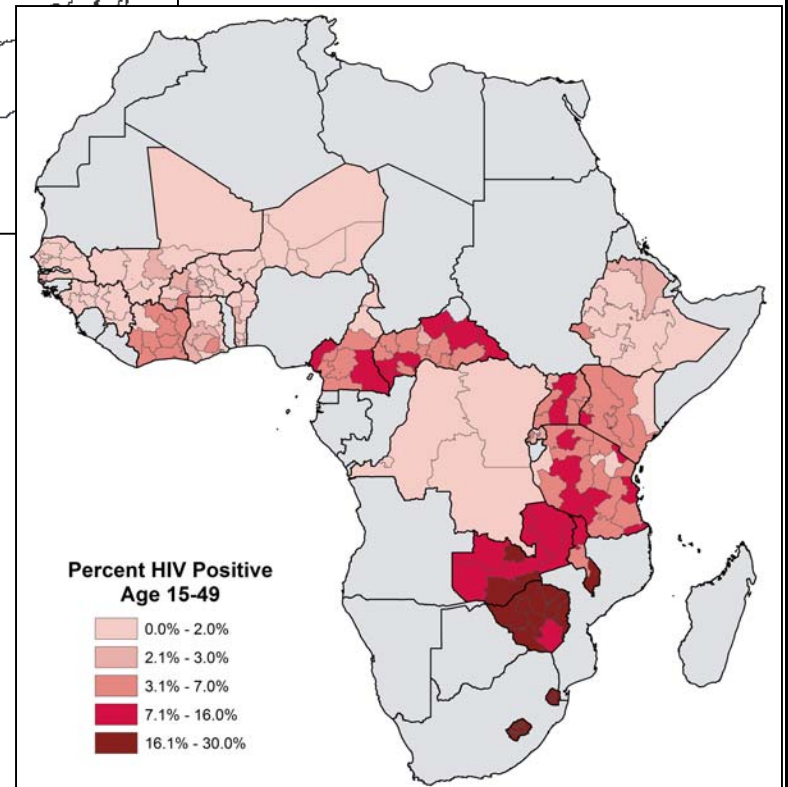 Percent HIV Positive
Age 15-49
0.0% - 2.0%
2.1% - 3.0%
3.1% - 7.0%
7.1% - 16.0%
16.1% - 30.0%